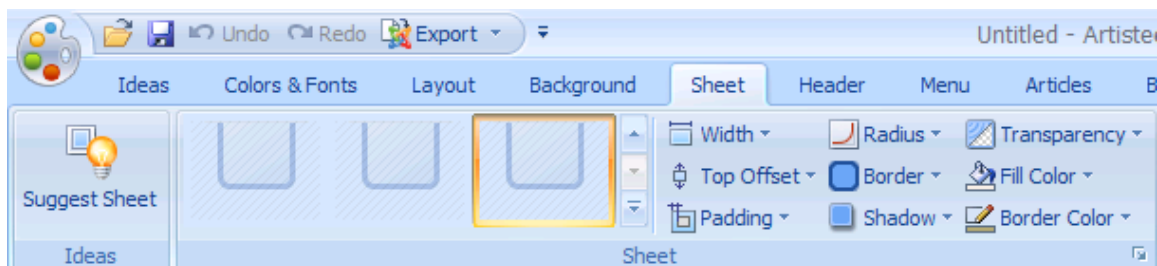 Undo Redo Export Untitled - Artistee
Ideas Colors & Fonts Layout Background Sheet Header Menu Articles B
Width Radius Transparency
Suggest Sheet Top Offset Border Fill Color
Padding Shadow Border Color
Ideas Sheet